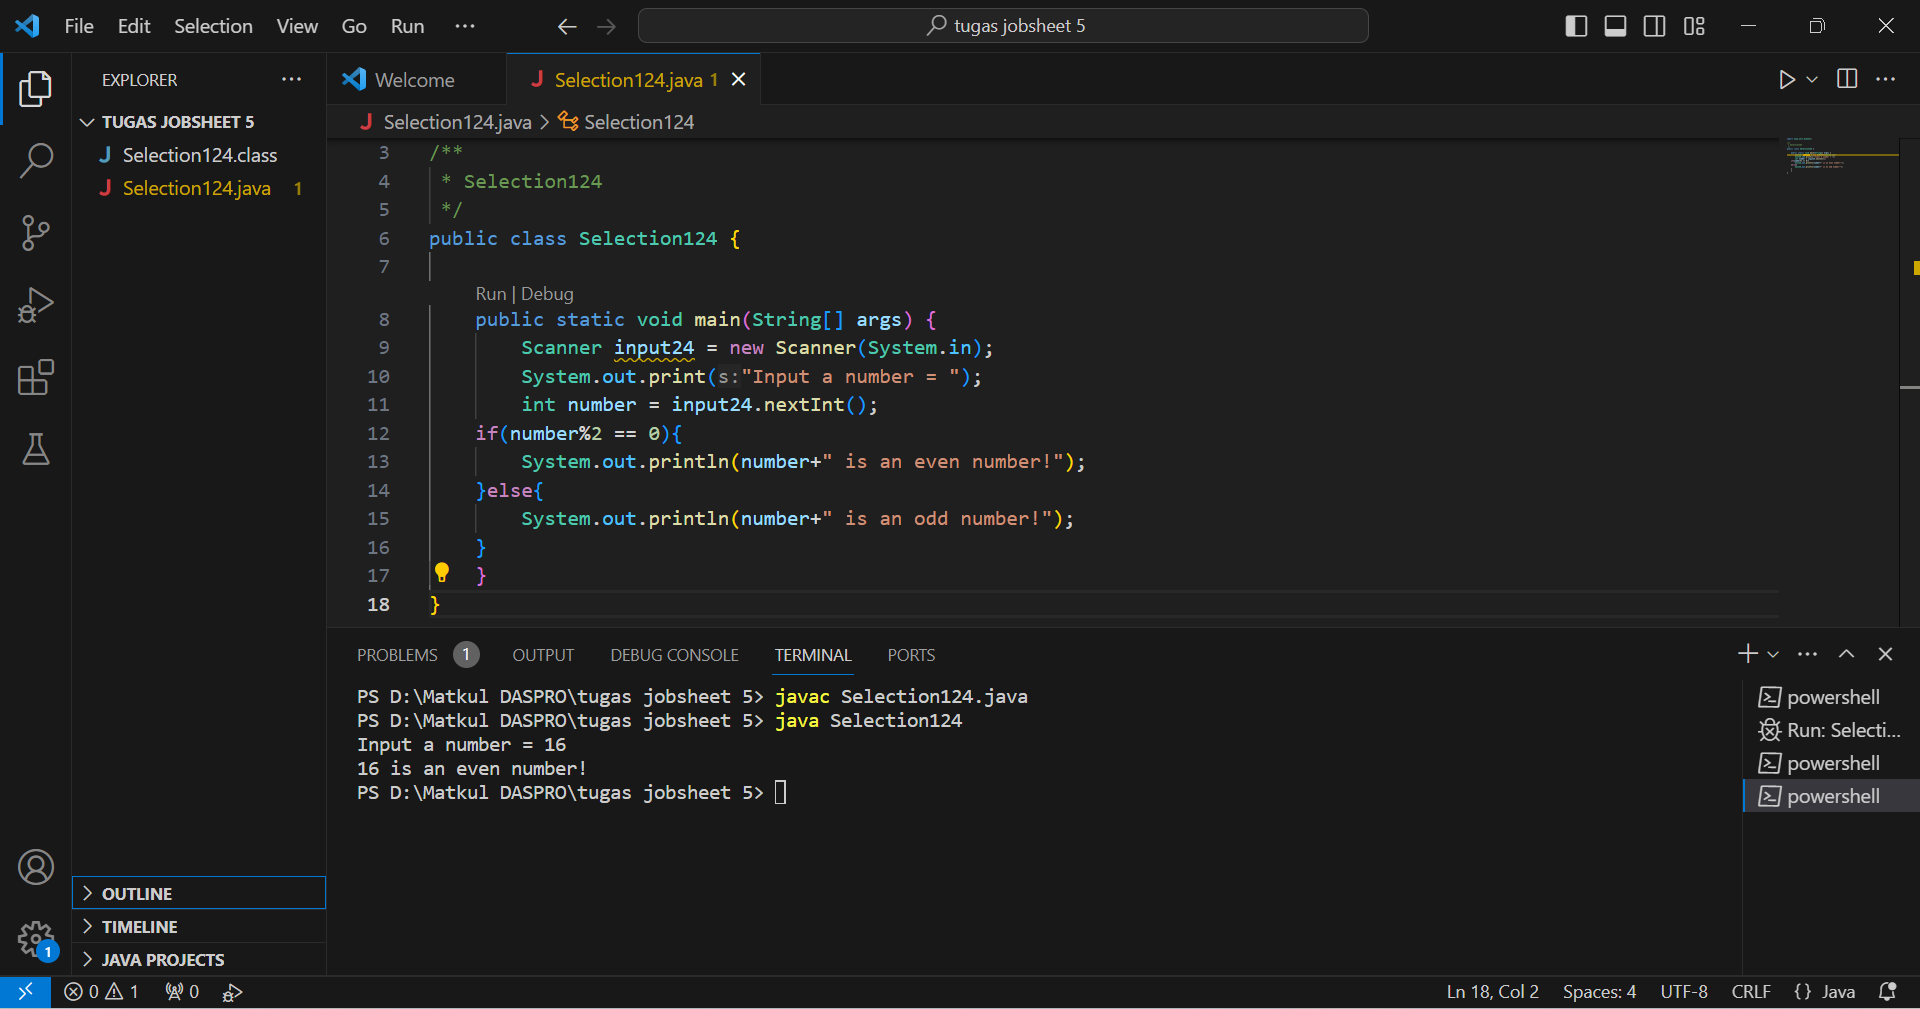 File Edit Selection View Go Run ··· tugas jobsheet 5
EXPLORER ···
TUGAS JOBSHEET 5
J Selection124.class
J Selection124.java 1
Welcome J Selection124.java 1
J Selection124.java > Selection124
3 /**
4 * Selection124
5 */
6 public class Selection124 {
7
Run | Debug
8 public static void main(String[] args) {
9 Scanner input24 = new Scanner(System.in);
10 System.out.print(s:"Input a number = ");
11 int number = input24.nextInt();
12 if(number%2 == 0){
13 System.out.println(number+" is an even number!");
14 }else{
15 System.out.println(number+" is an odd number!");
16 }
17 }
18 }
PROBLEMS 1 OUTPUT DEBUG CONSOLE TERMINAL PORTS
PS D:\Matkul DASPRO\tugas jobsheet 5> javac Selection124.java
PS D:\Matkul DASPRO\tugas jobsheet 5> java Selection124
Input a number = 16
16 is an even number!
PS D:\Matkul DASPRO\tugas jobsheet 5>
powershell
Run: Selecti...
powershell
powershell
OUTLINE
TIMELINE
JAVA PROJECTS
1
0 1 0 Ln 18, Col 2 Spaces: 4 UTF-8 CRLF {} Java